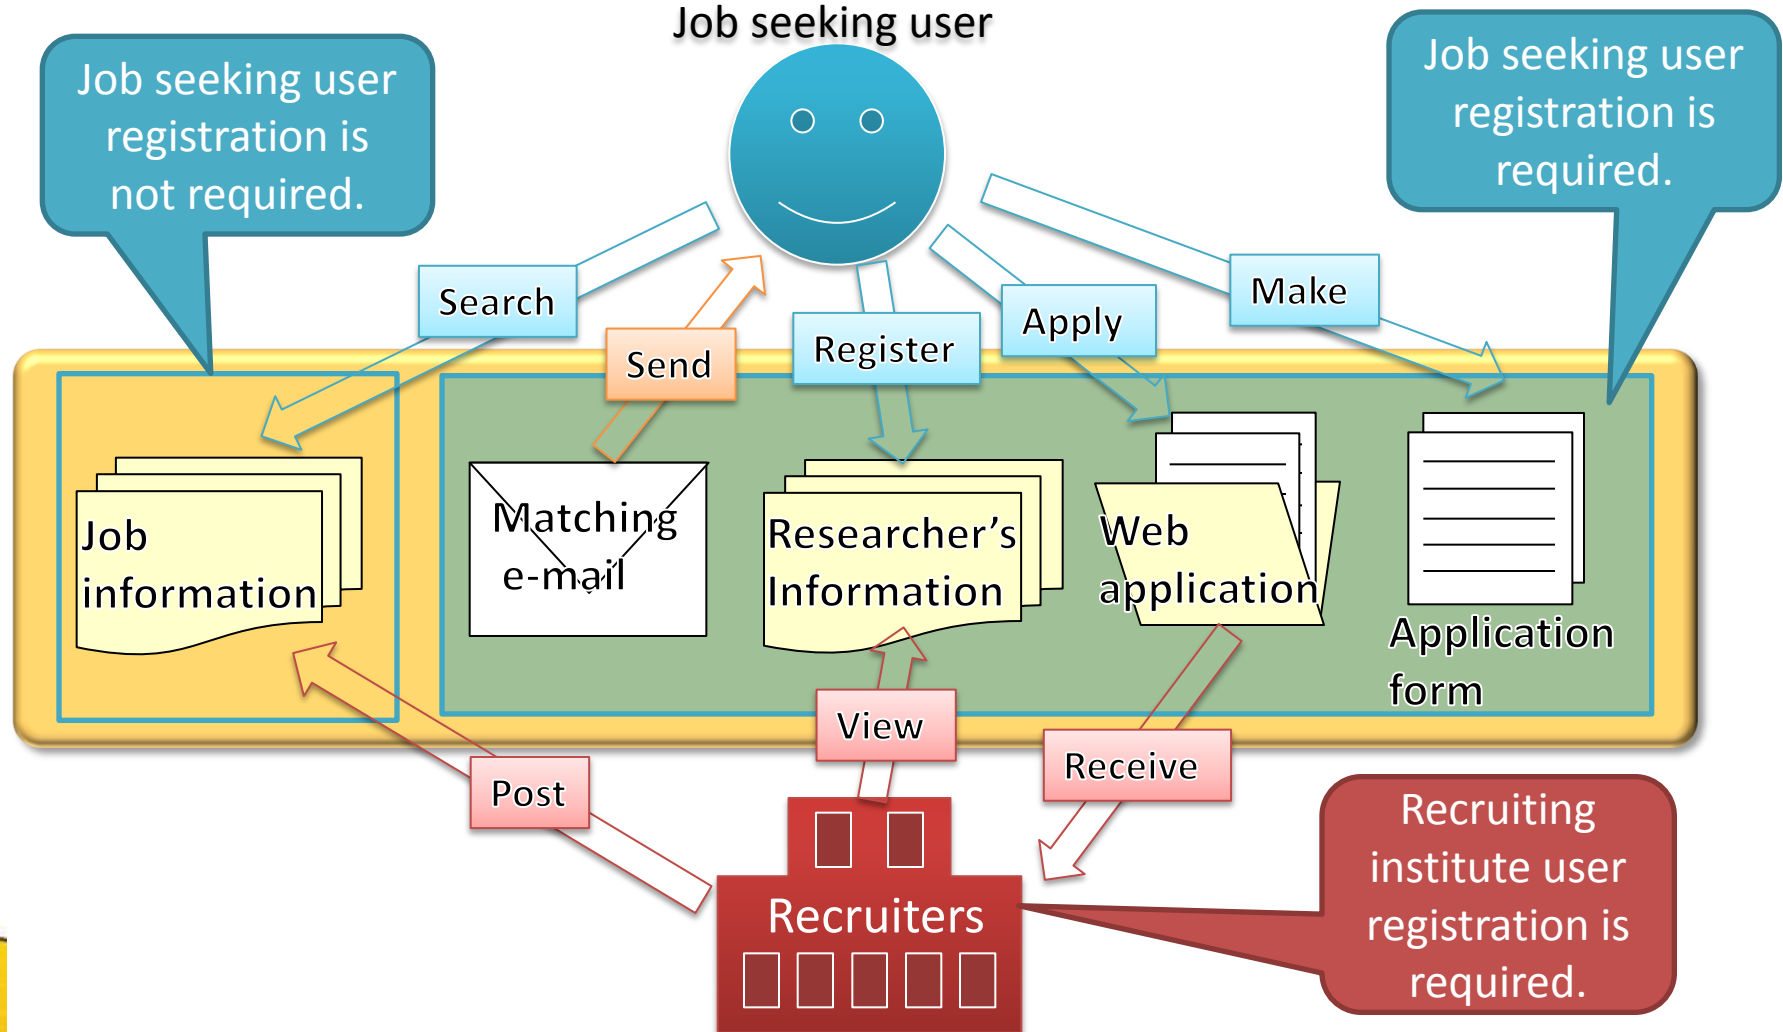 Job seeking user
Job seeking user
registration is
not required.
Job seeking user
registration is
required.
Search
Send
Register
Apply
Make
Job
information
Matching
e-mail
Researcher's
Information
Web
application
Application
form
Post
View
Receive
Recruiters
Recruiting
institute user
registration is
required.